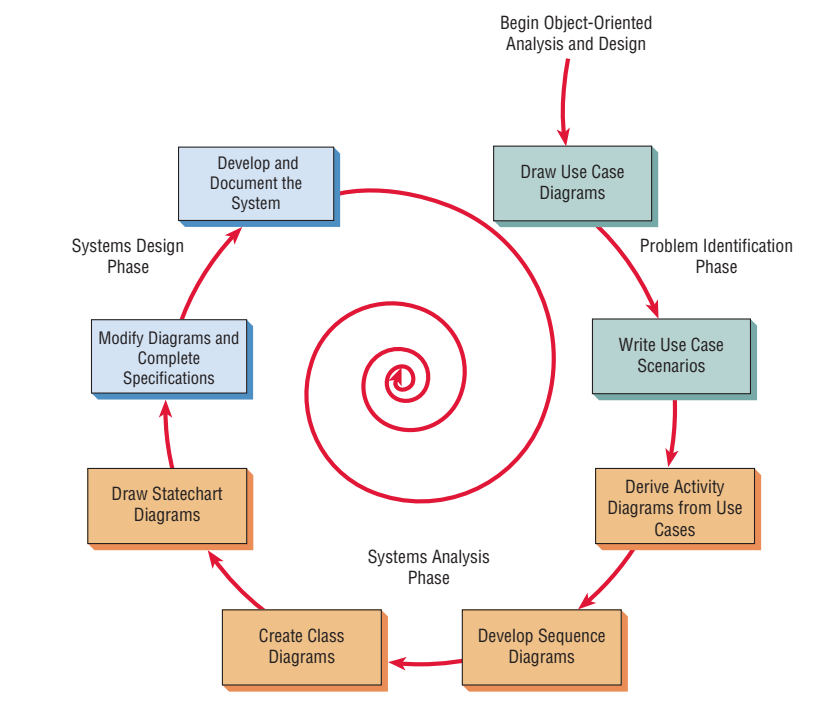 Begin Object-Oriented
Analysis and Design
Draw Use Case
Diagrams
Problem Identification
Phase
Write Use Case
Scenarios
Derive Activity
Diagrams from Use
Cases
Develop Sequence
Diagrams
Systems Analysis
Phase
Create Class
Diagrams
Draw Statechart
Diagrams
Modify Diagrams and
Complete
Specifications
Systems Design
Phase
Develop and
Document the
System